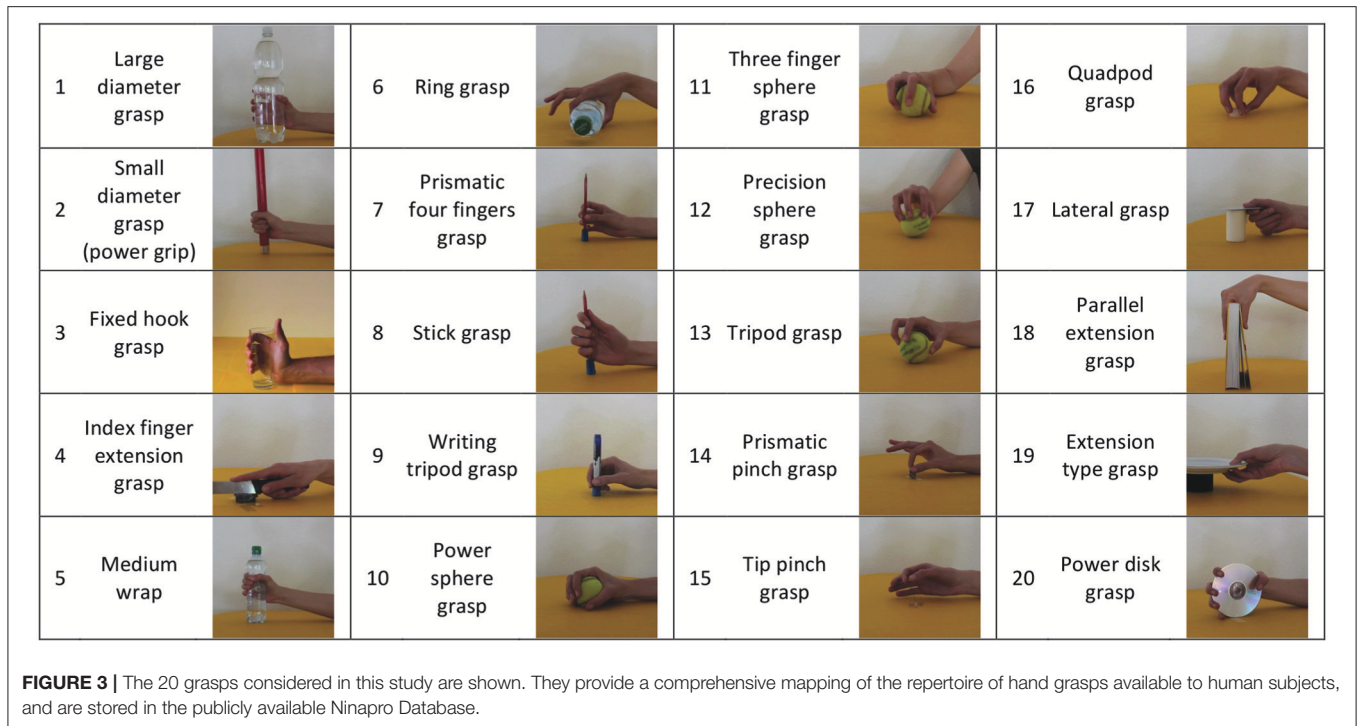 1
Large
diameter
grasp
6
Ring grasp
11
Three finger
sphere
grasp
16
Quadpod
grasp
2
Small
diameter
grasp
(power grip)
7
Prismatic
four fingers
grasp
12
Precision
sphere
grasp
17
Lateral grasp
3
Fixed hook
grasp
8
Stick grasp
13
Tripod grasp
18
Parallel
extension
grasp
4
Index finger
extension
grasp
9
Writing
tripod grasp
14
Prismatic
pinch grasp
19
Extension
type grasp
5
Medium
wrap
10
Power
sphere
grasp
15
Tip pinch
grasp
20
Power disk
grasp
FIGURE 3 | The 20 grasps considered in this study are shown. They provide a comprehensive mapping of the repertoire of hand grasps available to human subjects,
and are stored in the publicly available Ninapro Database.